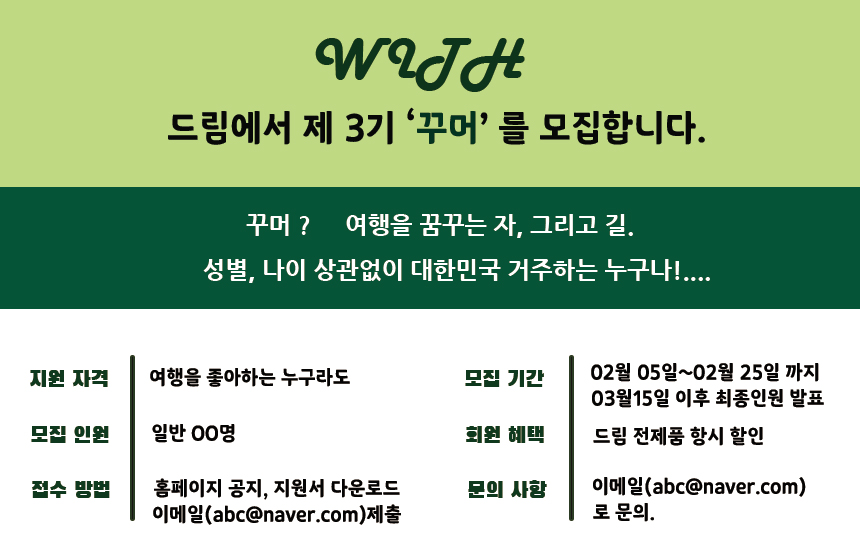 WITH
드림에서 제 3기 ‘꾸머’ 를 모집합니다.
꾸머 ? 여행을 꿈꾸는 자, 그리고 길.
성별, 나이 상관없이 대한민국 거주하는 누구나!....
지원 자격
여행을 좋아하는 누구라도
모집 인원
일반 OO명
접수 방법
홈페이지 공지, 지원서 다운로드
이메일(abc@naver.com)제출
모집 기간
02월 05일~02월 25일 까지
03월15일 이후 최종인원 발표
회원 혜택
드림 전제품 항시 할인
문의 사항
이메일(abc@naver.com)
로 문의.